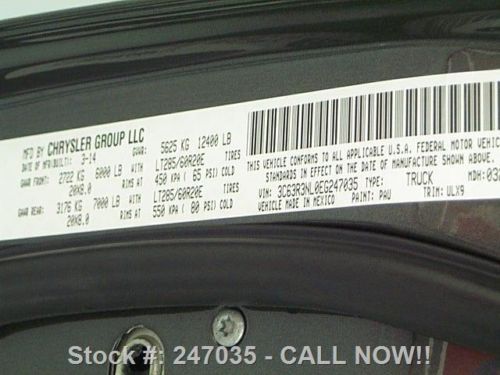 MFD BY CHRYSLER GROUP LLC
DATE OF MFR(BUILT): 3-14 GVWR: 5625 KG 12400 LB
FRONT GAWR: 2722 KG 6000 LB LT285/60R20E TIRES
20X8.0 RIMS AT 450 KPA ( 65 PSI) COLD
REAR GAWR: 3176 KG 7000 LB LT285/60R20E TIRES
20X8.0 RIMS AT 550 KPA ( 80 PSI) COLD
THIS VEHICLE CONFORMS TO ALL APPLICABLE U.S.A. FEDERAL MOTOR VEHIC
IN EFFECT ON THE DATE OF MANUFACTURE SHOWN ABOVE.
VIN: 3C63R3NL0EG247035 TYPE: TRUCK MDH: 03
VEHICLE MADE IN MEXICO PAINT: PAU TRIM: ULX9
Stock #: 247035 - CALL NOW!!